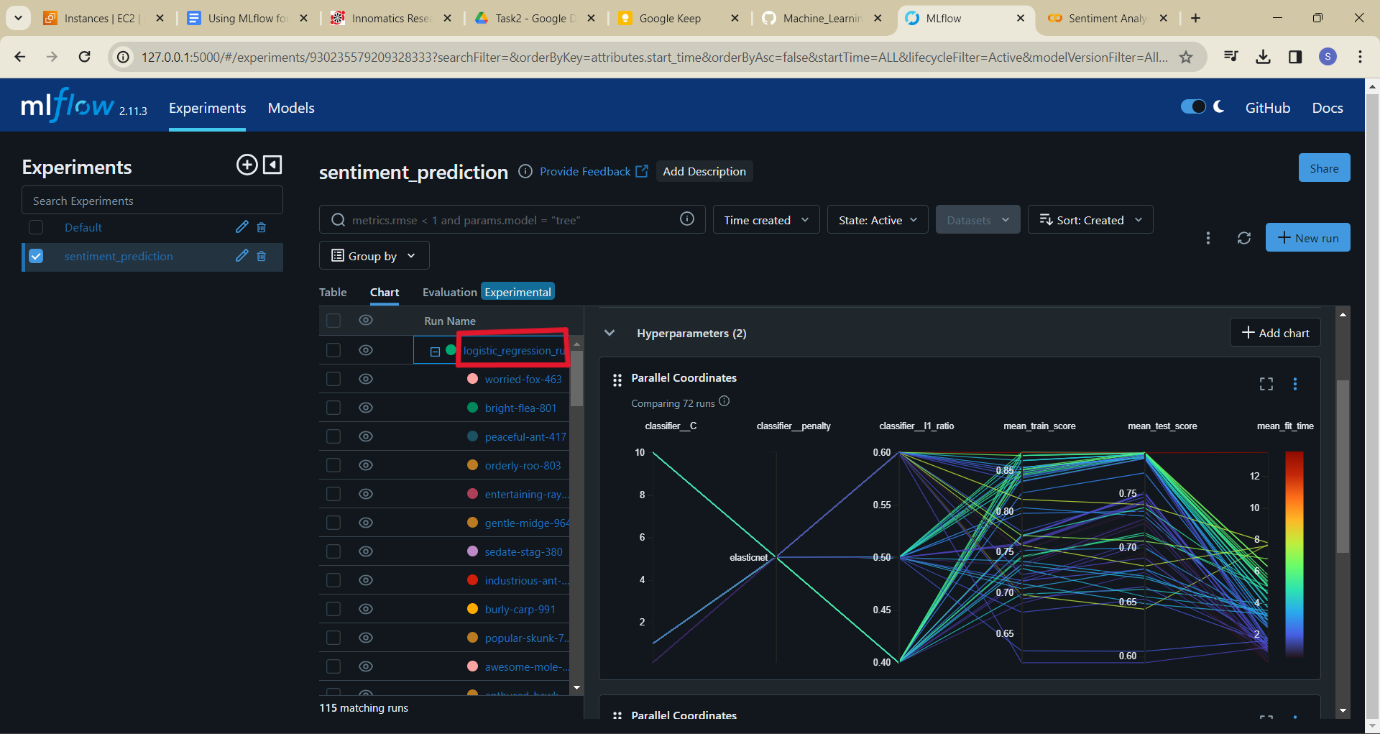 Instances | EC2 |
Using MLflow fo
Innomatics Rese
Task2 - Google D
Google Keep
Machine_Learnin
MLflow
Sentiment Analy
127.0.0.1:5000/#/experiments/930235579209328333?searchFilter=&orderByKey=attributes.start_time&orderByAsc=false&startTime=ALL&lifecycleFilter=Active&modelVersionFilter=All...
S
mlflow 2.11.3
Experiments
Models
GitHub
Docs
Experiments
Search Experiments
Default
sentiment_prediction
sentiment_prediction
Provide Feedback
Add Description
Share
metrics.rmse < 1 and params.model = "tree"
Time created
State: Active
Datasets
Sort: Created
New run
Group by
Table
Chart
Evaluation Experimental
Run Name
logistic_regression_ru
worried-fox-463
bright-flea-801
peaceful-ant-417
orderly-roo-803
entertaining-ray...
gentle-midge-964
sedate-stag-380
industrious-ant-...
burly-carp-991
popular-skunk-7...
awesome-mole-...
115 matching runs
Hyperparameters (2)
Add chart
Parallel Coordinates
Comparing 72 runs
classifier__C
classifier__penalty
classifier__l1_ratio
mean_train_score
mean_test_score
mean_fit_time
10
8
6
4
2
elasticnet
0.60
0.55
0.50
0.45
0.40
0.85
0.80
0.75
0.70
0.65
0.75
0.70
0.65
0.60
12
10
8
6
4
2
Parallel Coordinates